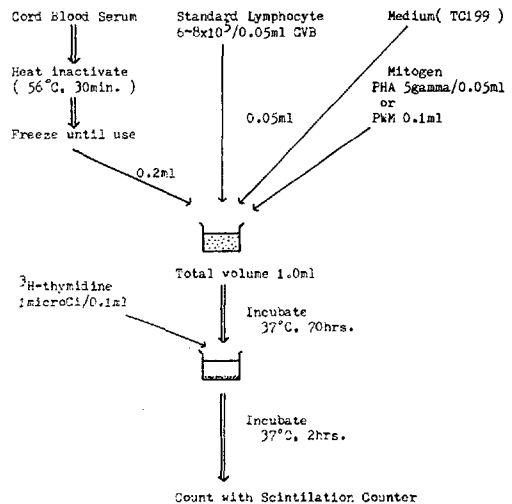 Cord Blood Serum
Heat inactivate
( 56°C, 30min. )
Freeze until use
0.2ml
Standard Lymphocyte
6~8x10⁵/0.05ml GVB
0.05ml
Medium( TC199 )
Mitogen
PHA 5gamma/0.05ml
or
PWM 0.1ml
Total volume 1.0ml
³H-thymidine
1microCi/0.1ml
Incubate
37°C, 70hrs.
Incubate
37°C, 2hrs.
Count with Scintilation Counter